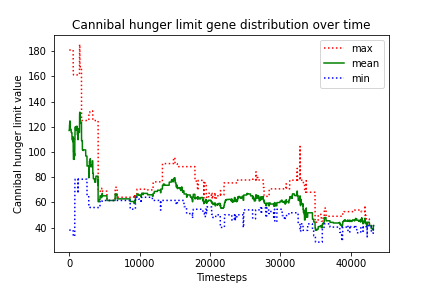 Cannibal hunger limit gene distribution over time
max
mean
min
Cannibal hunger limit value
180
160
140
120
100
80
60
40
0
10000
20000
30000
40000
Timesteps